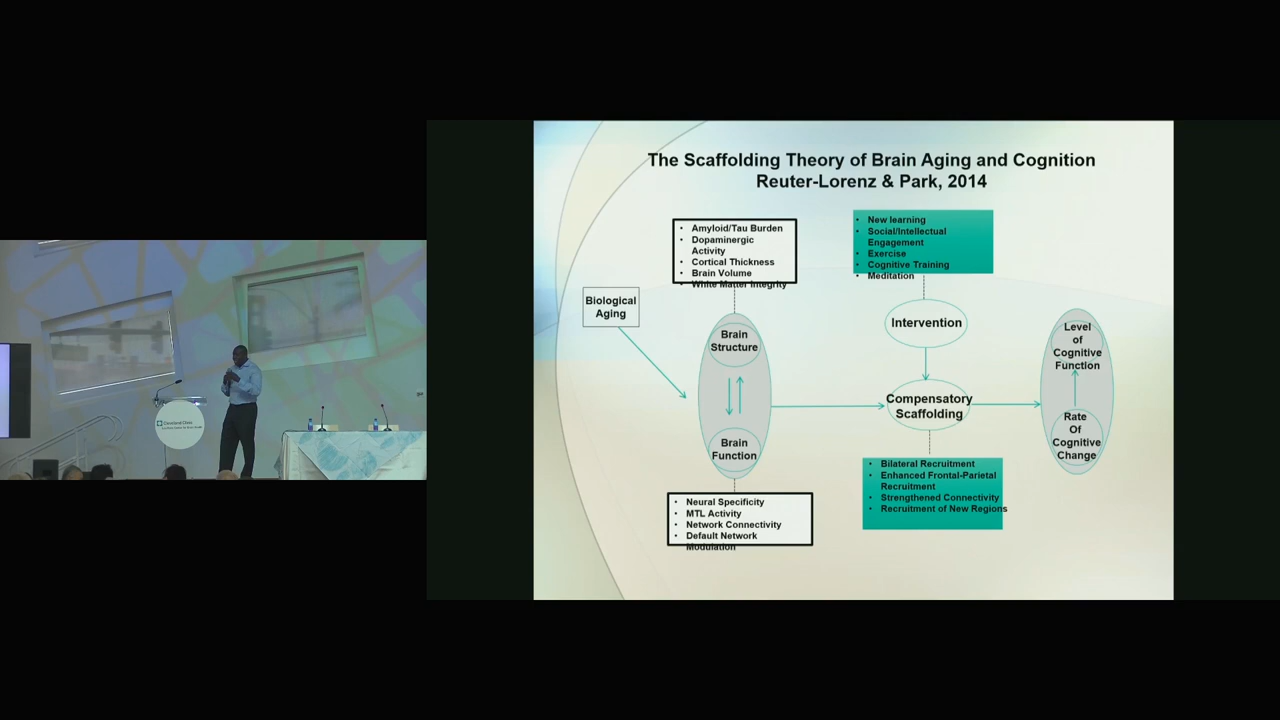 The Scaffolding Theory of Brain Aging and Cognition
Reuter-Lorenz & Park, 2014
• Amyloid/Tau Burden
• Dopaminergic
Activity
• Cortical Thickness
• Brain Volume
• White Matter Integrity
• New learning
• Social/Intellectual
Engagement
• Exercise
• Cognitive Training
• Meditation
Biological
Aging
Brain
Structure
Brain
Function
Intervention
Compensatory
Scaffolding
Level
of
Cognitive
Function
Rate
Of
Cognitive
Change
• Neural Specificity
• MTL Activity
• Network Connectivity
• Default Network
Modulation
• Bilateral Recruitment
• Enhanced Frontal-Parietal
Recruitment
• Strengthened Connectivity
• Recruitment of New Regions
Cleveland Clinic